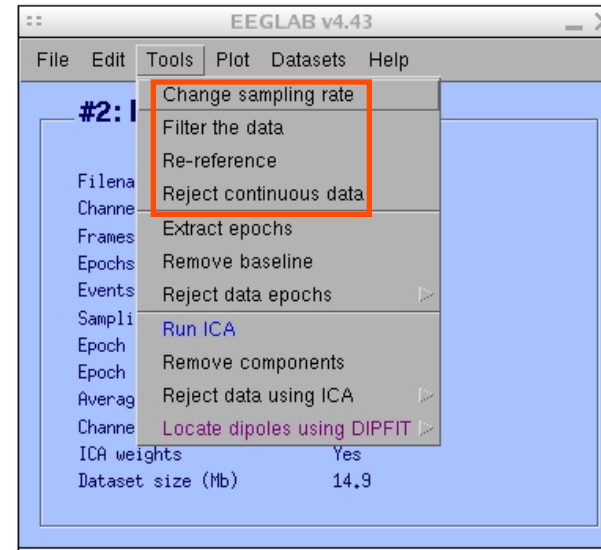 EEGLAB v4.43
File Edit Tools Plot Datasets Help
#2:
Change sampling rate
Filter the data
Re-reference
Reject continuous data
Extract epochs
Remove baseline
Reject data epochs
Run ICA
Remove components
Reject data using ICA
Locate dipoles using DIPFIT
Filena
Channe
Frames
Epochs
Events
Sampli
Epoch
Epoch
Averag
Channe
ICA weights Yes
Dataset size (Mb) 14.9